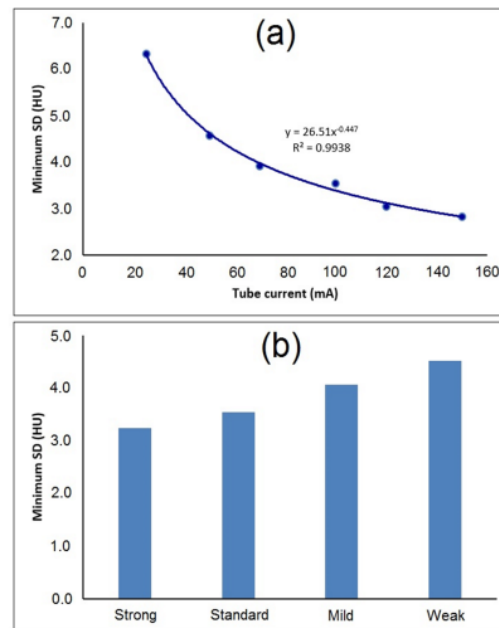 (a)
7.0
6.0
5.0
4.0
3.0
2.0
Minimum SD (HU)
y = 26.51x^-0.447
R² = 0.9938
0 20 40 60 80 100 120 140 160
Tube current (mA)
(b)
5.0
4.0
3.0
2.0
1.0
0.0
Minimum SD (HU)
Strong Standard Mild Weak